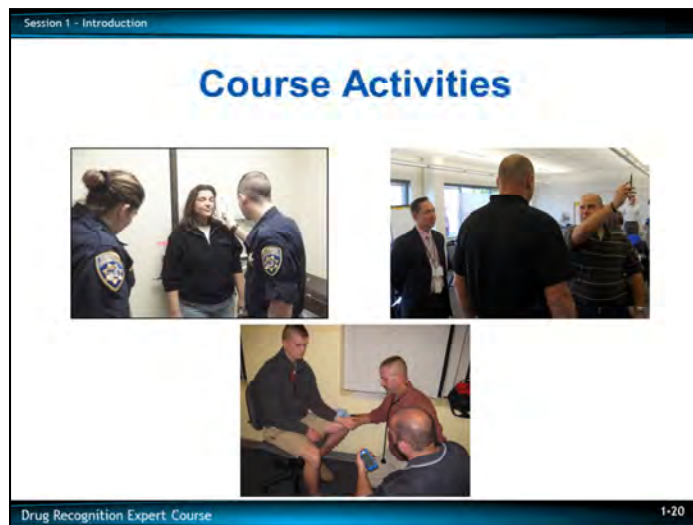 Session 1 - Introduction
Course Activities
Drug Recognition Expert Course
1-20